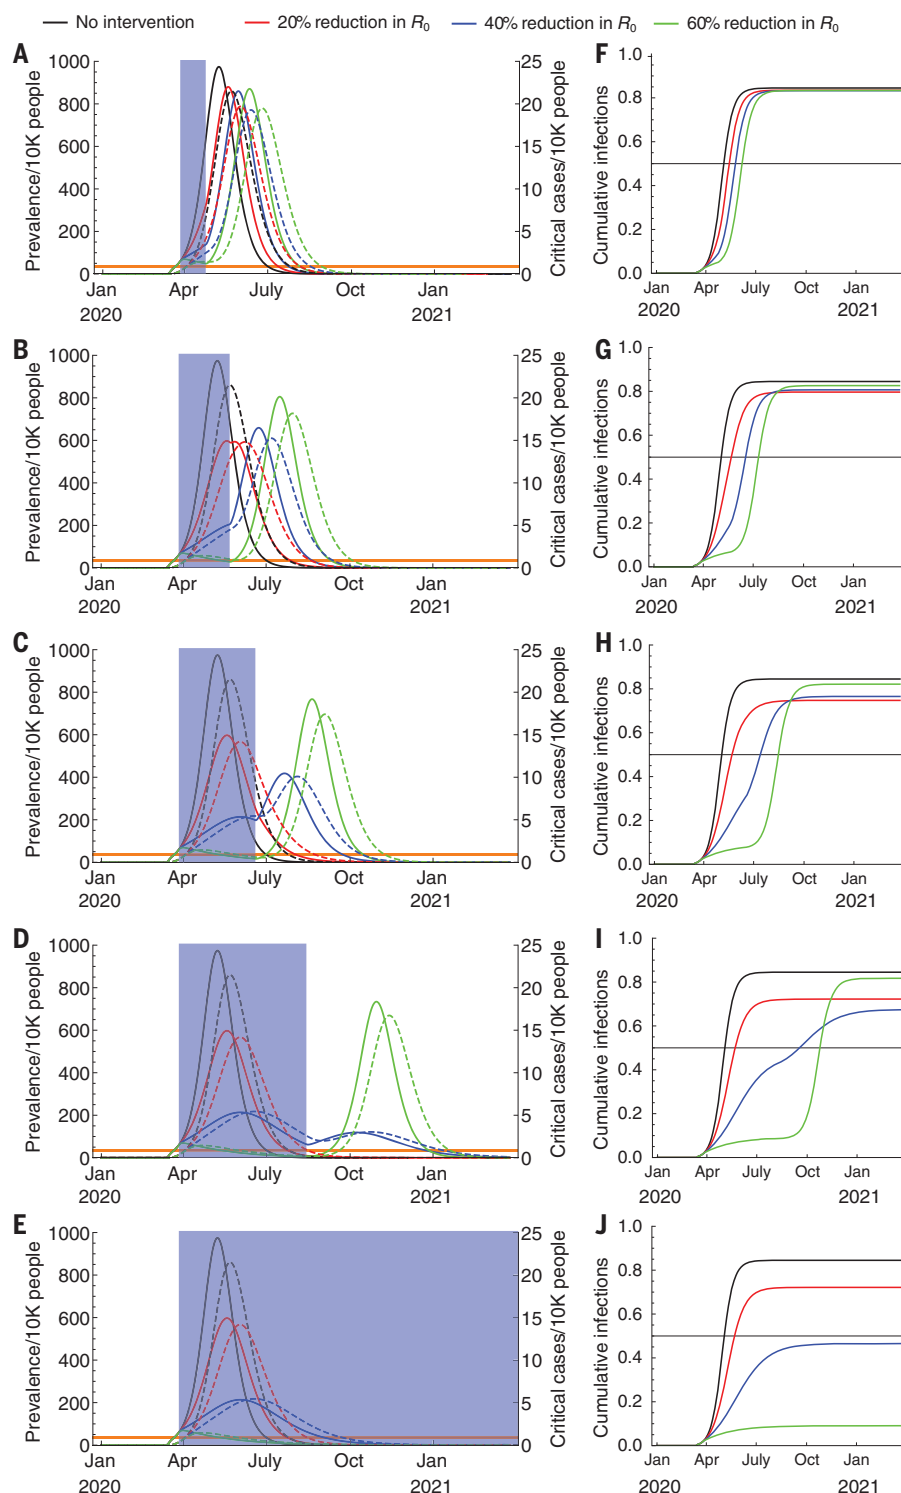 No intervention 20% reduction in R0 40% reduction in R0 60% reduction in R0
A
Prevalence/10K people
1000
800
600
400
200
0
25
20
15
10
5
0
Critical cases/10K people
Jan Apr July Oct Jan
2020 2021
F
Cumulative infections
1.0
0.8
0.6
0.4
0.2
0.0
Jan Apr July Oct Jan
2020 2021
B
Prevalence/10K people
1000
800
600
400
200
0
25
20
15
10
5
0
Critical cases/10K people
Jan Apr July Oct Jan
2020 2021
G
Cumulative infections
1.0
0.8
0.6
0.4
0.2
0.0
Jan Apr July Oct Jan
2020 2021
C
Prevalence/10K people
1000
800
600
400
200
0
25
20
15
10
5
0
Critical cases/10K people
Jan Apr July Oct Jan
2020 2021
H
Cumulative infections
1.0
0.8
0.6
0.4
0.2
0.0
Jan Apr July Oct Jan
2020 2021
D
Prevalence/10K people
1000
800
600
400
200
0
25
20
15
10
5
0
Critical cases/10K people
Jan Apr July Oct Jan
2020 2021
I
Cumulative infections
1.0
0.8
0.6
0.4
0.2
0.0
Jan Apr July Oct Jan
2020 2021
E
Prevalence/10K people
1000
800
600
400
200
0
25
20
15
10
5
0
Critical cases/10K people
Jan Apr July Oct Jan
2020 2021
J
Cumulative infections
1.0
0.8
0.6
0.4
0.2
0.0
Jan Apr July Oct Jan
2020 2021